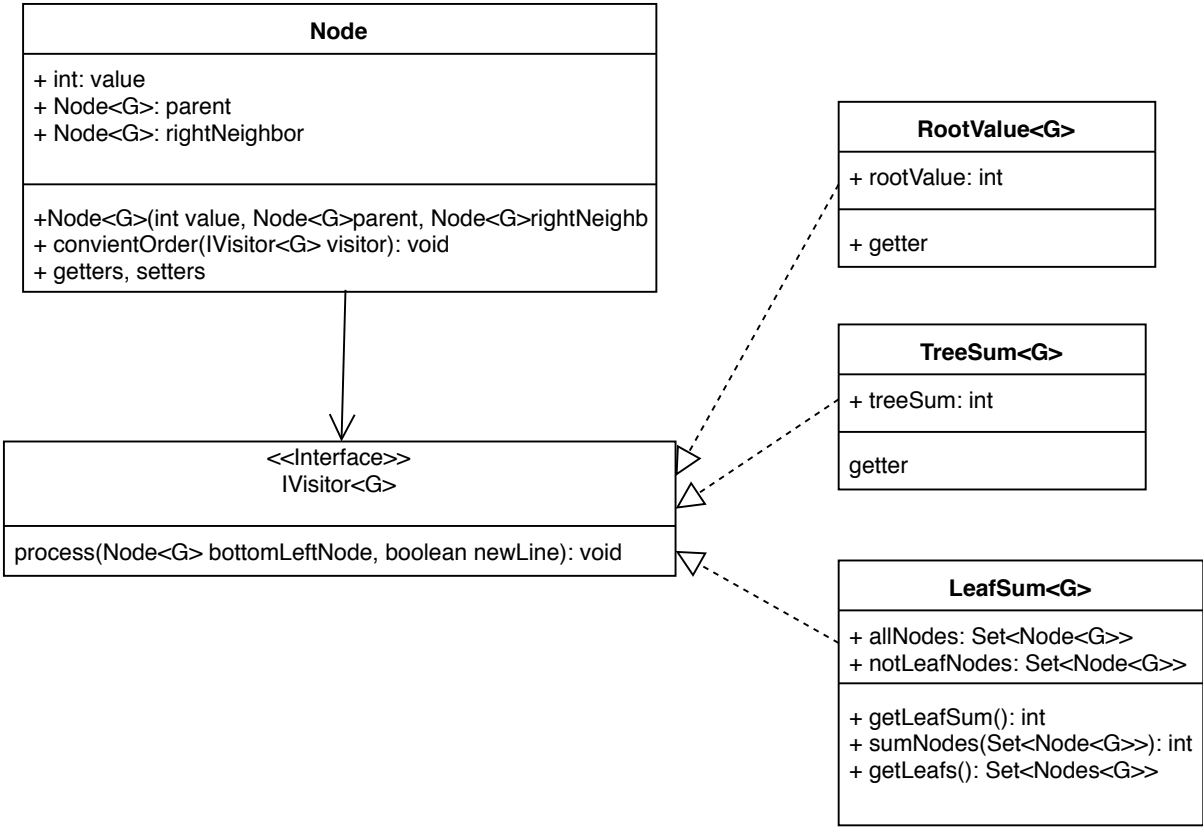 Node
+ int: value
+ Node<G>: parent
+ Node<G>: rightNeighbor
+Node<G>(int value, Node<G>parent, Node<G>rightNeighb
+ convientOrder(IVisitor<G> visitor): void
+ getters, setters
<<Interface>>
IVisitor<G>
process(Node<G> bottomLeftNode, boolean newLine): void
RootValue<G>
+ rootValue: int
+ getter
TreeSum<G>
+ treeSum: int
getter
LeafSum<G>
+ allNodes: Set<Node<G>>
+ notLeafNodes: Set<Node<G>>
+ getLeafSum(): int
+ sumNodes(Set<Node<G>>): int
+ getLeafs(): Set<Nodes<G>>